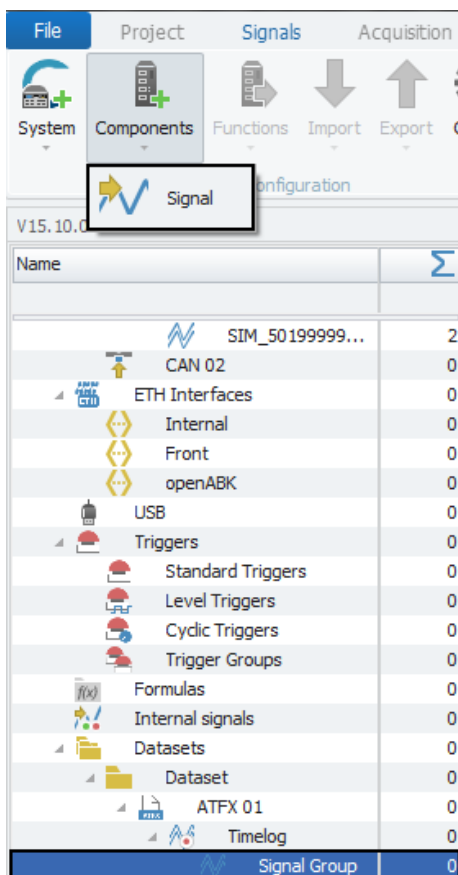 File Project Signals Acquisition
System Components Functions Import Export
Signal
onfiguration
V15.10.0
Name Σ
SIM_50199999... 2
CAN 02 0
ETH Interfaces 0
Internal 0
Front 0
openABK 0
USB 0
Triggers 0
Standard Triggers 0
Level Triggers 0
Cyclic Triggers 0
Trigger Groups 0
f(x) Formulas 0
Internal signals 0
Datasets 0
Dataset 0
ATFX 01 0
Timelog 0
Signal Group 0